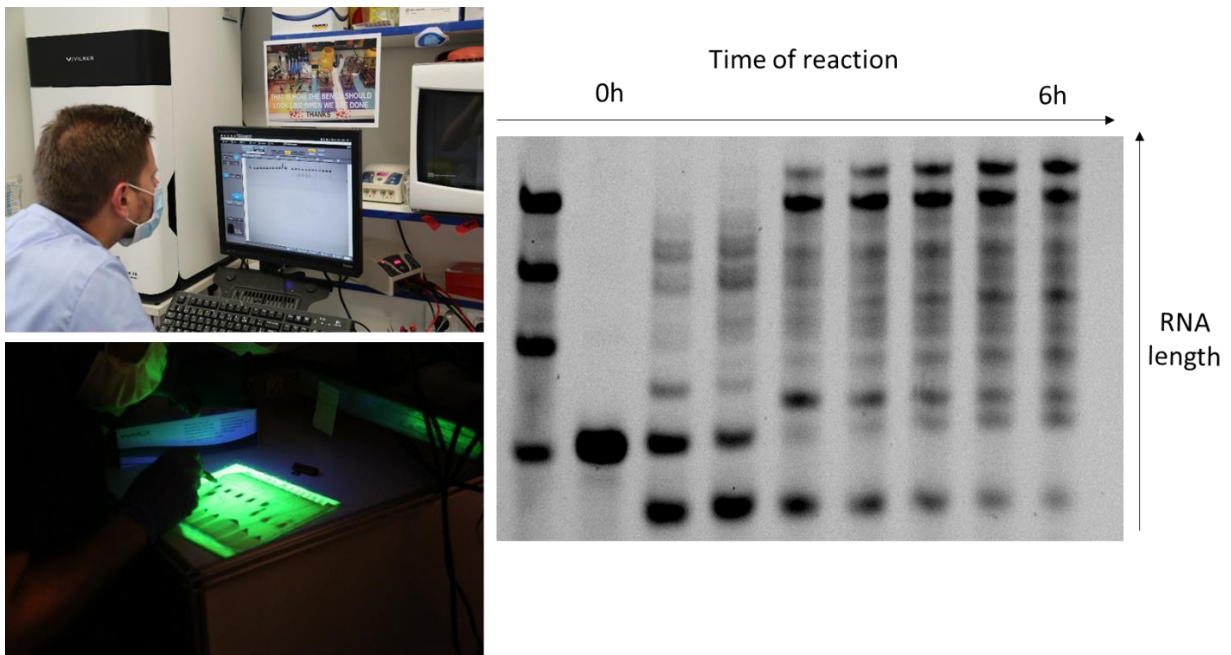 VIVILBER
THAT IS HOW THE BENCH SHOULD
LOOK LIKE WHEN WE ARE DONE
THANKS
Time of reaction
0h
6h
RNA
length